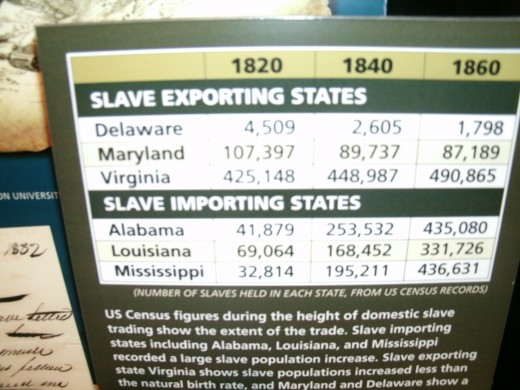 1820 1840 1860
SLAVE EXPORTING STATES
Delaware 4,509 2,605 1,798
Maryland 107,397 89,737 87,189
Virginia 425,148 448,987 490,865
SLAVE IMPORTING STATES
Alabama 41,879 253,532 435,080
Louisiana 69,064 168,452 331,726
Mississippi 32,814 195,211 436,631
(NUMBER OF SLAVES HELD IN EACH STATE, FROM US CENSUS RECORDS)
US Census figures during the height of domestic slave
trading show the extent of the trade. Slave importing
states including Alabama, Louisiana, and Mississippi
recorded a large slave population increase. Slave exporting
state Virginia shows slave populations increased less than
the natural birth rate, and Maryland and Delaware show a
ON UNIVERSIT
1832